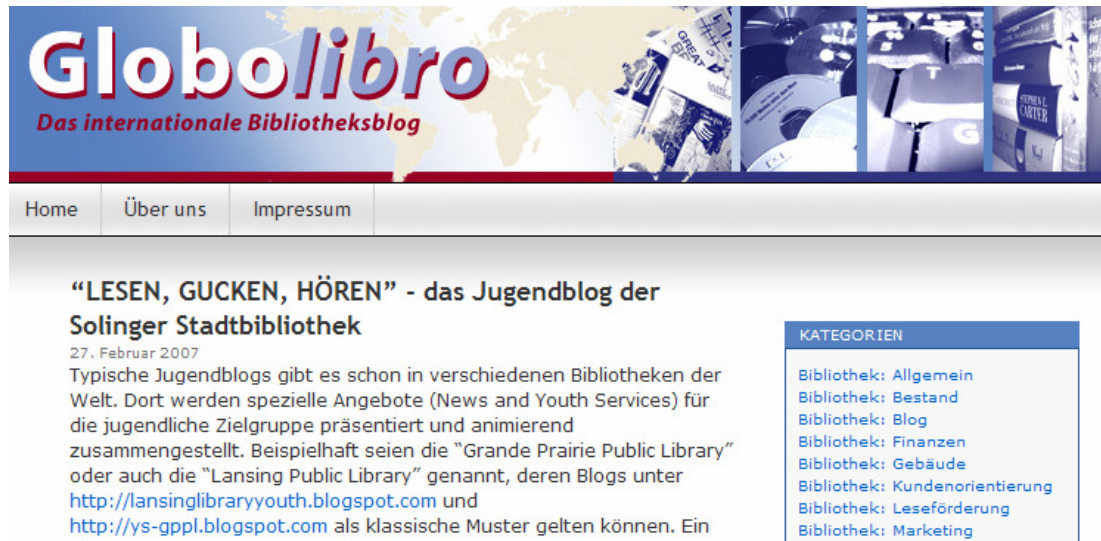 Globolibro
Das internationale Bibliotheksblog
GREAT
STEPHEN L.
CARTER
T
G
Home
Über uns
Impressum
“LESEN, GUCKEN, HÖREN” - das Jugendblog der
Solinger Stadtbibliothek
27. Februar 2007
Typische Jugendblogs gibt es schon in verschiedenen Bibliotheken der
Welt. Dort werden spezielle Angebote (News and Youth Services) für
die jugendliche Zielgruppe präsentiert und animierend
zusammengestellt. Beispielhaft seien die “Grande Prairie Public Library”
oder auch die “Lansing Public Library” genannt, deren Blogs unter
http://lansinglibraryyouth.blogspot.com und
http://ys-gppl.blogspot.com als klassische Muster gelten können. Ein
KATEGORIEN
Bibliothek: Allgemein
Bibliothek: Bestand
Bibliothek: Blog
Bibliothek: Finanzen
Bibliothek: Gebäude
Bibliothek: Kundenorientierung
Bibliothek: Leseförderung
Bibliothek: Marketing